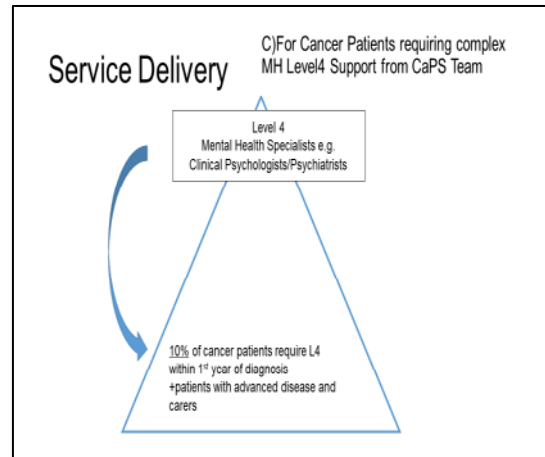 Service Delivery
C)For Cancer Patients requiring complex
MH Level4 Support from CaPS Team
Level 4
Mental Health Specialists e.g.
Clinical Psychologists/Psychiatrists
10% of cancer patients require L4
within 1st year of diagnosis
+patients with advanced disease and
carers